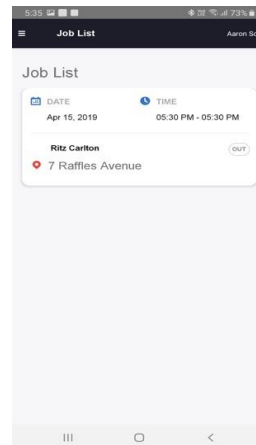 5:35 73%
Job List Aaron Sc
Job List
DATE TIME
Apr 15, 2019 05:30 PM - 05:30 PM
Ritz Carlton OUT
7 Raffles Avenue